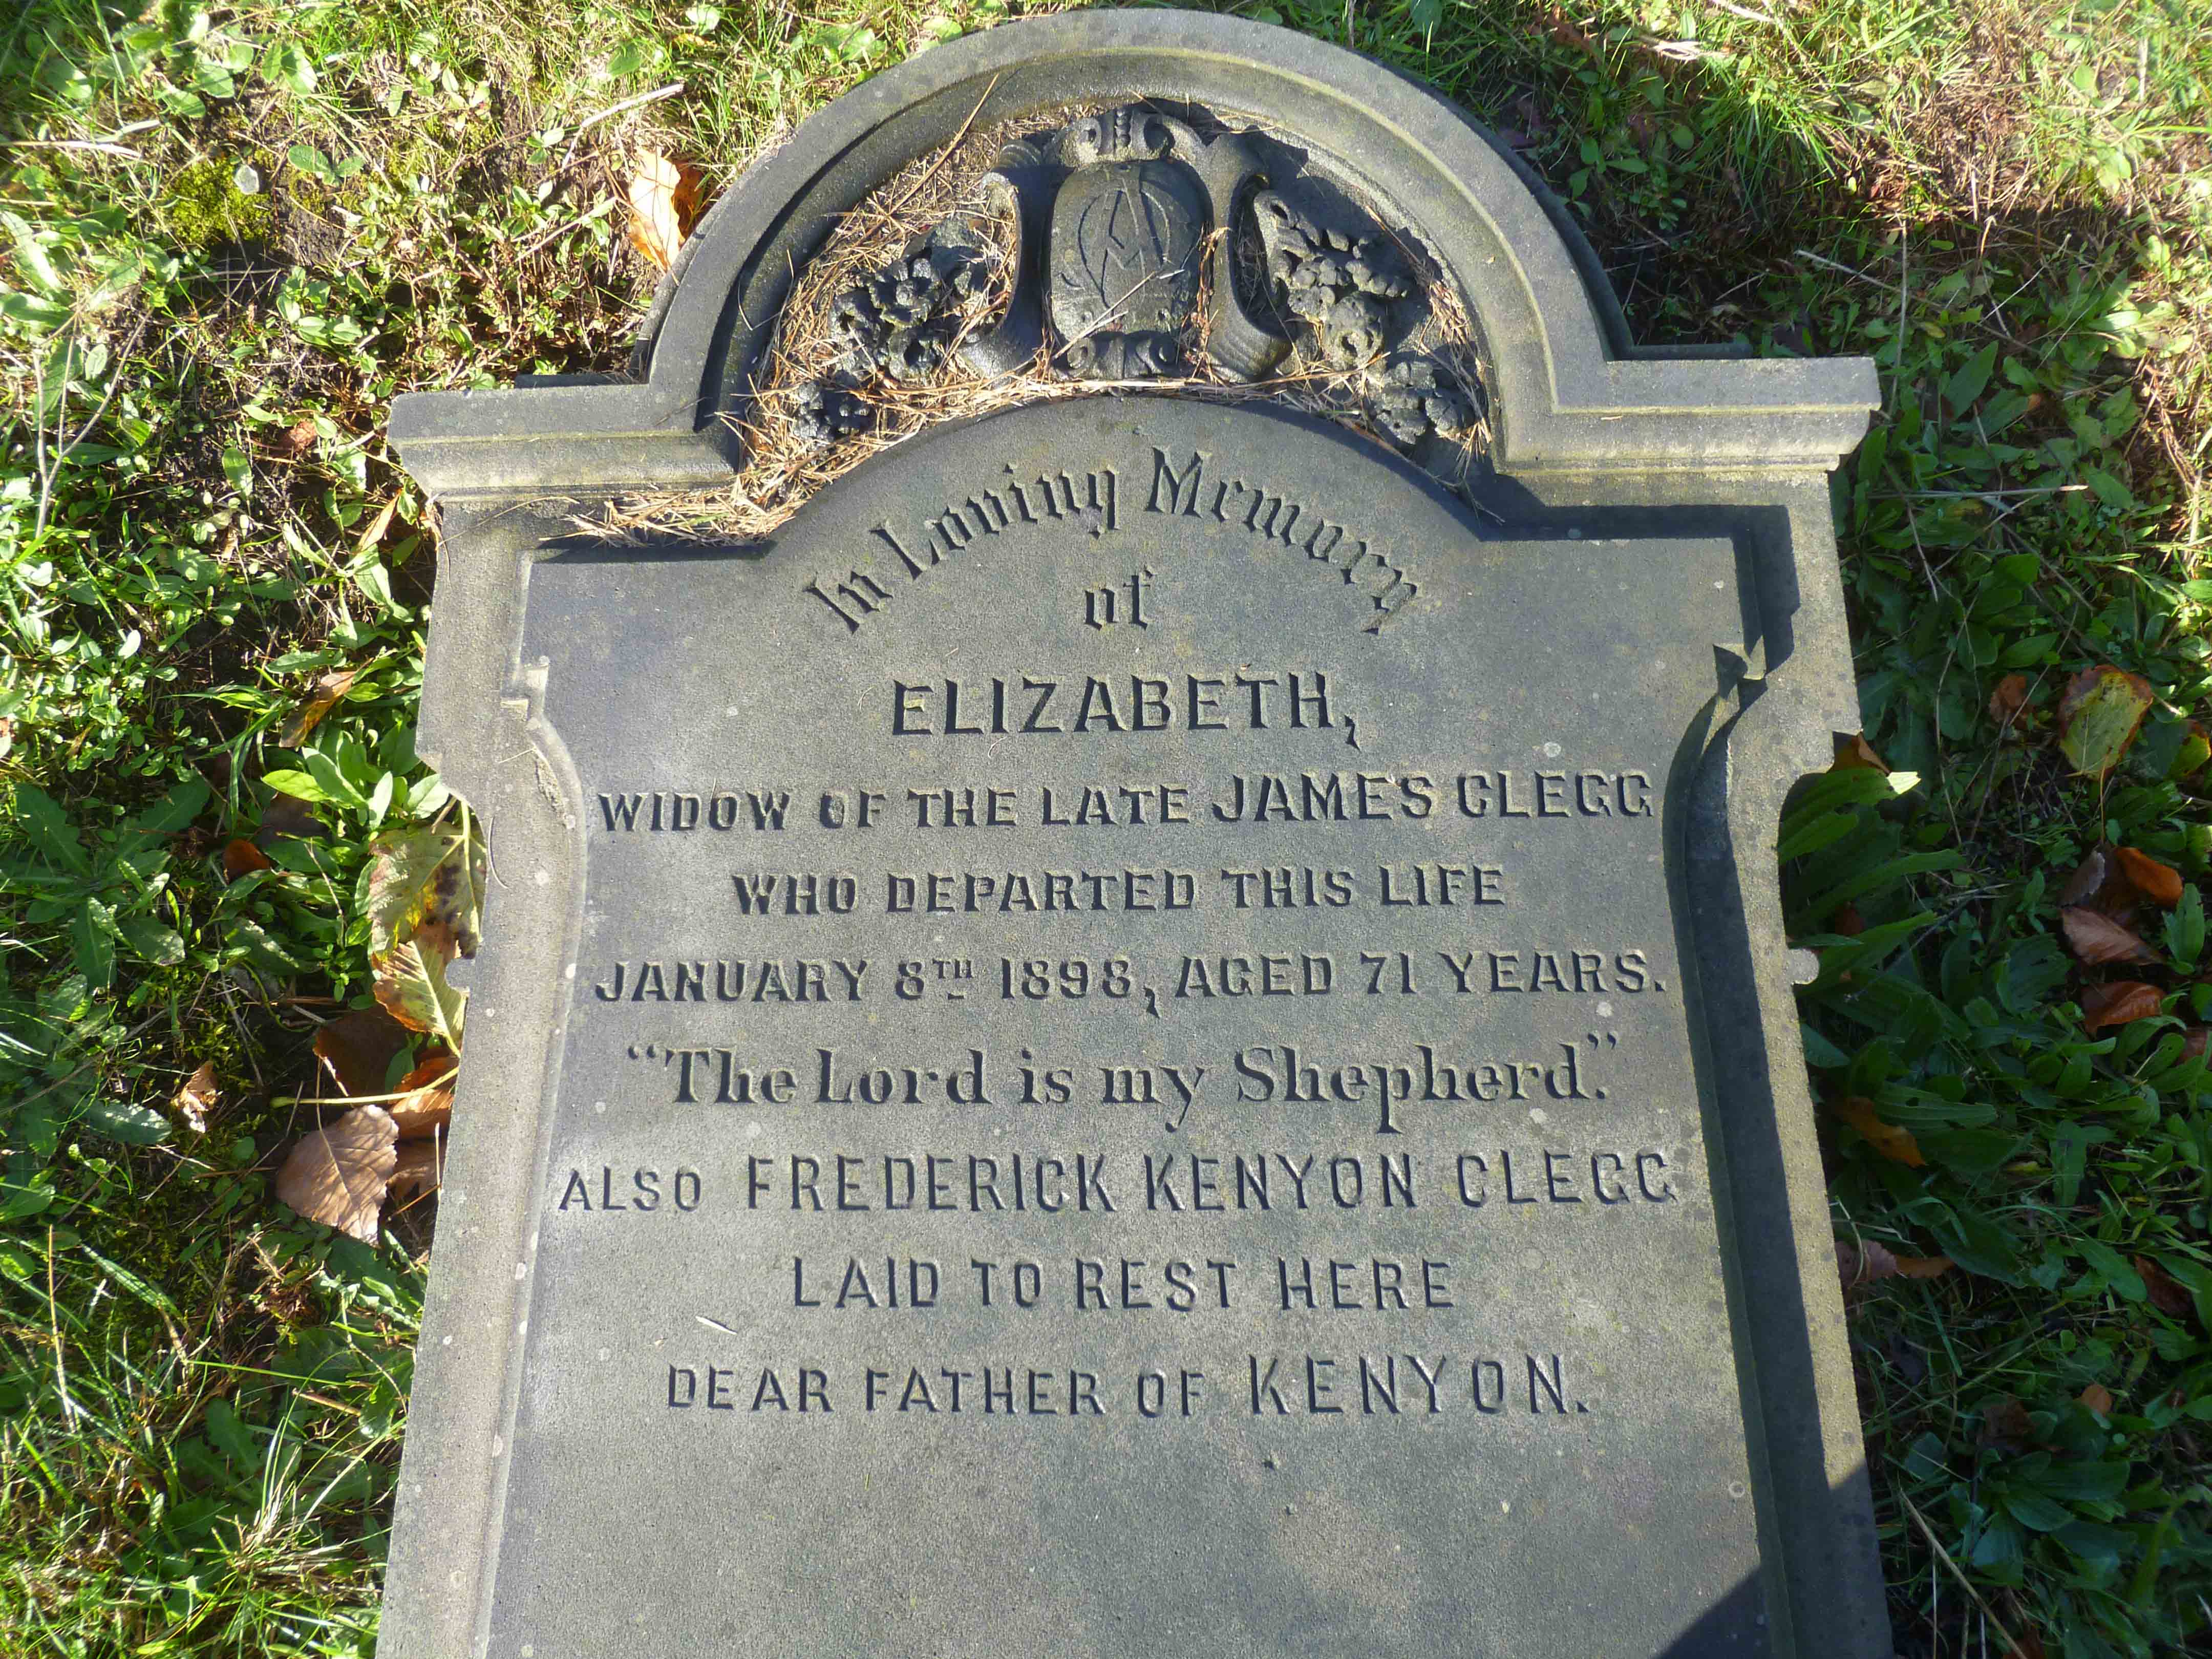 In Loving Memory
of
ELIZABETH,
WIDOW OF THE LATE JAMES CLEGG
WHO DEPARTED THIS LIFE
JANUARY 8TH 1898, AGED 71 YEARS.
"The Lord is my Shepherd."
ALSO FREDERICK KENYON CLEGG
LAID TO REST HERE
DEAR FATHER OF KENYON.